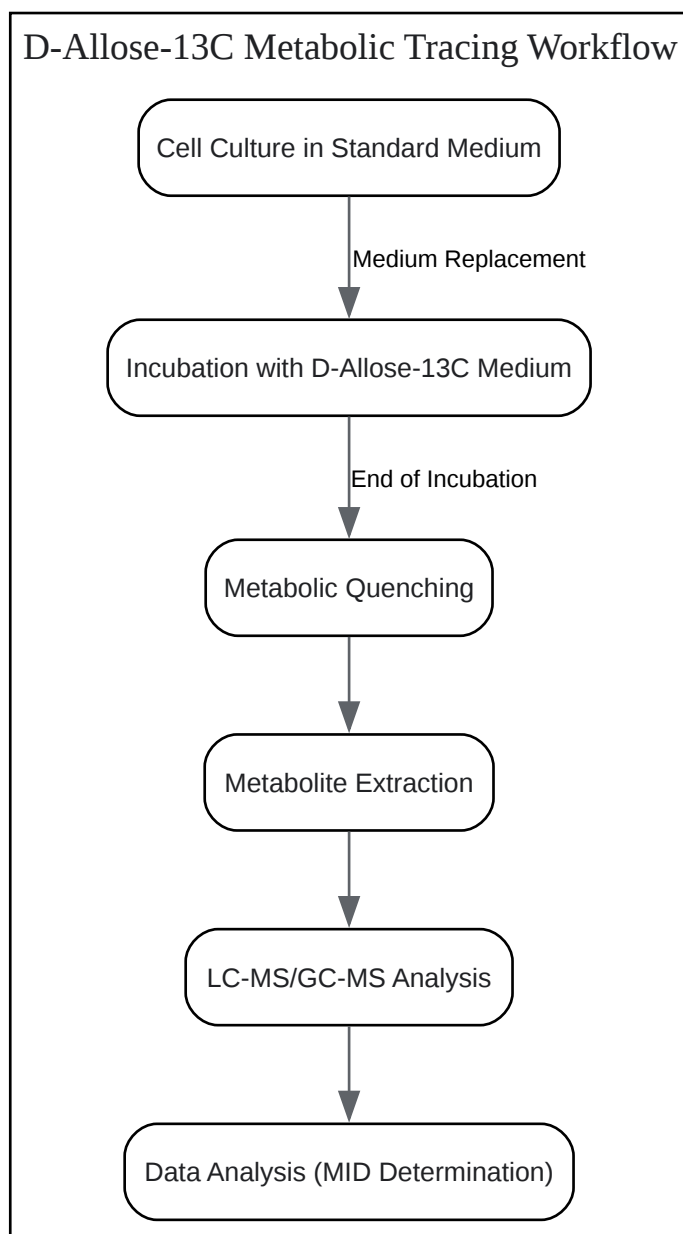 D-Allose-13C Metabolic Tracing Workflow
Cell Culture in Standard Medium
Medium Replacement
Incubation with D-Allose-13C Medium
End of Incubation
Metabolic Quenching
Metabolite Extraction
LC-MS/GC-MS Analysis
Data Analysis (MID Determination)